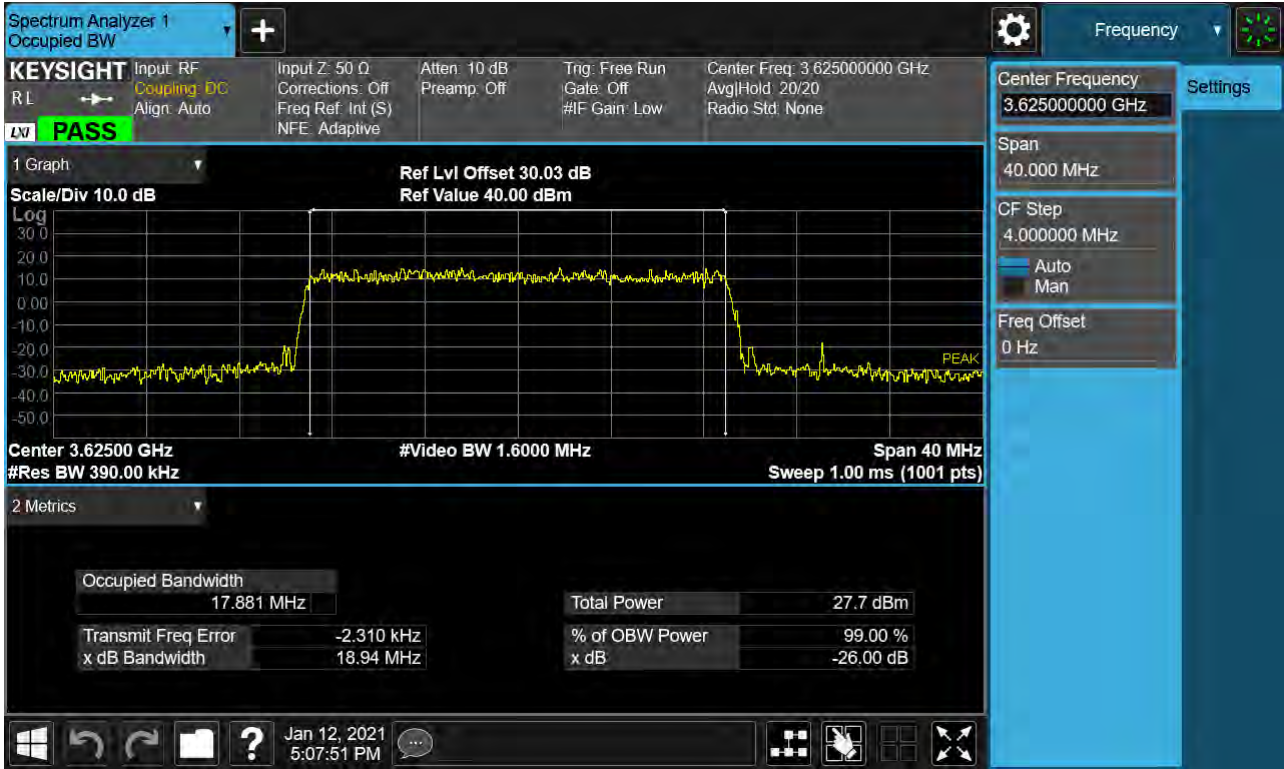 Spectrum Analyzer 1
Occupied BW
+
Frequency
KEYSIGHT
R L
LXI
PASS
Input: RF
Coupling: DC
Align: Auto
Input Z: 50 Ω
Corrections: Off
Freq Ref: Int (S)
NFE: Adaptive
Atten: 10 dB
Preamp: Off
Trig: Free Run
Gate: Off
#IF Gain: Low
Center Freq: 3.625000000 GHz
Avg|Hold: 20/20
Radio Std: None
1 Graph
Scale/Div 10.0 dB
Ref Lvl Offset 30.03 dB
Ref Value 40.00 dBm
Log
30.0
20.0
10.0
0.00
-10.0
-20.0
-30.0
-40.0
-50.0
PEAK
Center 3.62500 GHz
#Video BW 1.6000 MHz
Span 40 MHz
#Res BW 390.00 kHz
Sweep 1.00 ms (1001 pts)
2 Metrics
Occupied Bandwidth
17.881 MHz
Total Power 27.7 dBm
Transmit Freq Error -2.310 kHz
% of OBW Power 99.00 %
x dB Bandwidth 18.94 MHz
x dB -26.00 dB
?
Jan 12, 2021
5:07:51 PM
Center Frequency
3.625000000 GHz
Settings
Span
40.000 MHz
CF Step
4.000000 MHz
Auto
Man
Freq Offset
0 Hz